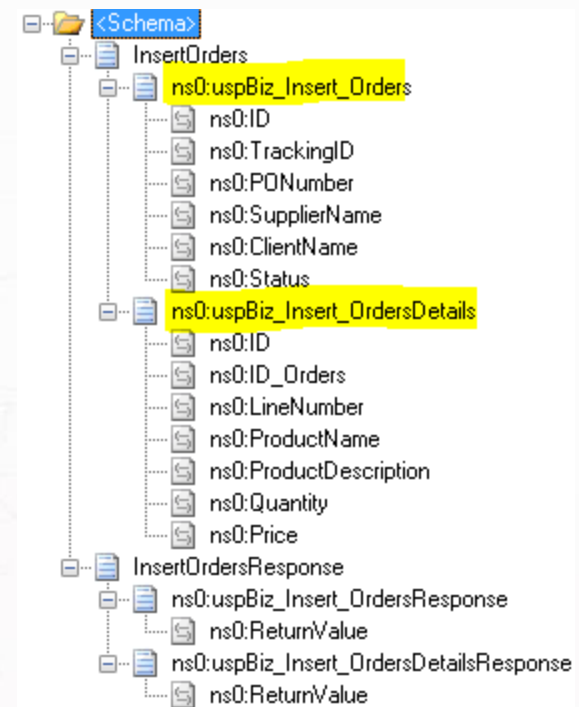 <Schema>
InsertOrders
ns0:uspBiz_Insert_Orders
ns0:ID
ns0:TrackingID
ns0:PONumber
ns0:SupplierName
ns0:ClientName
ns0:Status
ns0:uspBiz_Insert_OrdersDetails
ns0:ID
ns0:ID_Orders
ns0:LineNumber
ns0:ProductName
ns0:ProductDescription
ns0:Quantity
ns0:Price
InsertOrdersResponse
ns0:uspBiz_Insert_OrdersResponse
ns0:ReturnValue
ns0:uspBiz_Insert_OrdersDetailsResponse
ns0:ReturnValue